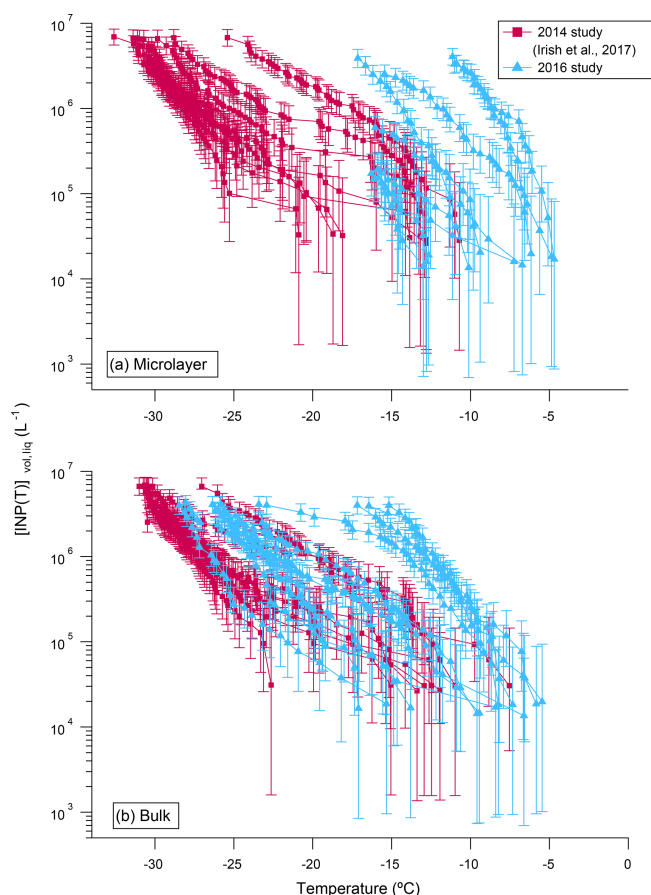 10^7
10^6
10^5
10^4
10^3
2014 study
(Irish et al., 2017)
2016 study
(a) Microlayer
-30 -25 -20 -15 -10 -5
[INP(T)] vol,liq (L^-1)
10^7
10^6
10^5
10^4
10^3
(b) Bulk
-30 -25 -20 -15 -10 -5 0
Temperature (ºC)